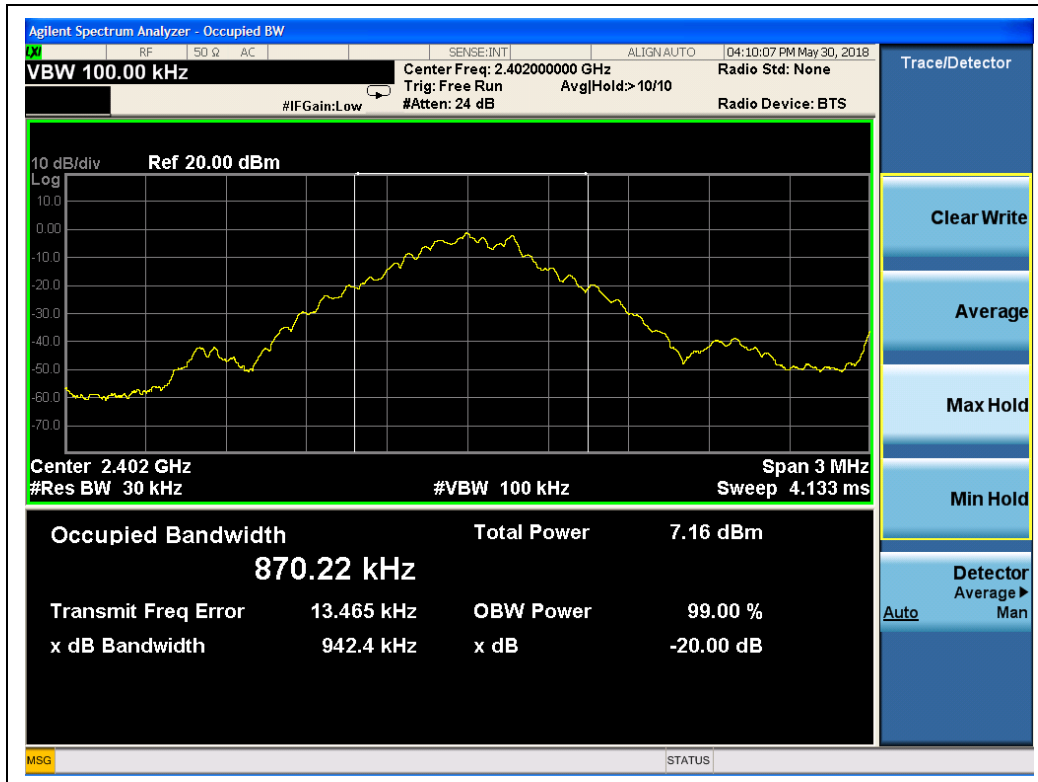 Agilent Spectrum Analyzer - Occupied BW
LXI RF 50 Ω AC SENSE:INT ALIGN AUTO 04:10:07 PM May 30, 2018
VBW 100.00 kHz Center Freq: 2.402000000 GHz Radio Std: None
Trig: Free Run Avg|Hold:> 10/10
#IFGain:Low #Atten: 24 dB Radio Device: BTS
Trace/Detector
10 dB/div Ref 20.00 dBm
Log
10.0
0.00
-10.0
-20.0
-30.0
-40.0
-50.0
-60.0
-70.0
Center 2.402 GHz Span 3 MHz
#Res BW 30 kHz #VBW 100 kHz Sweep 4.133 ms
Occupied Bandwidth Total Power 7.16 dBm
870.22 kHz
Transmit Freq Error 13.465 kHz OBW Power 99.00 %
x dB Bandwidth 942.4 kHz x dB -20.00 dB
Clear Write
Average
Max Hold
Min Hold
Detector
Average▶
Auto Man
MSG STATUS